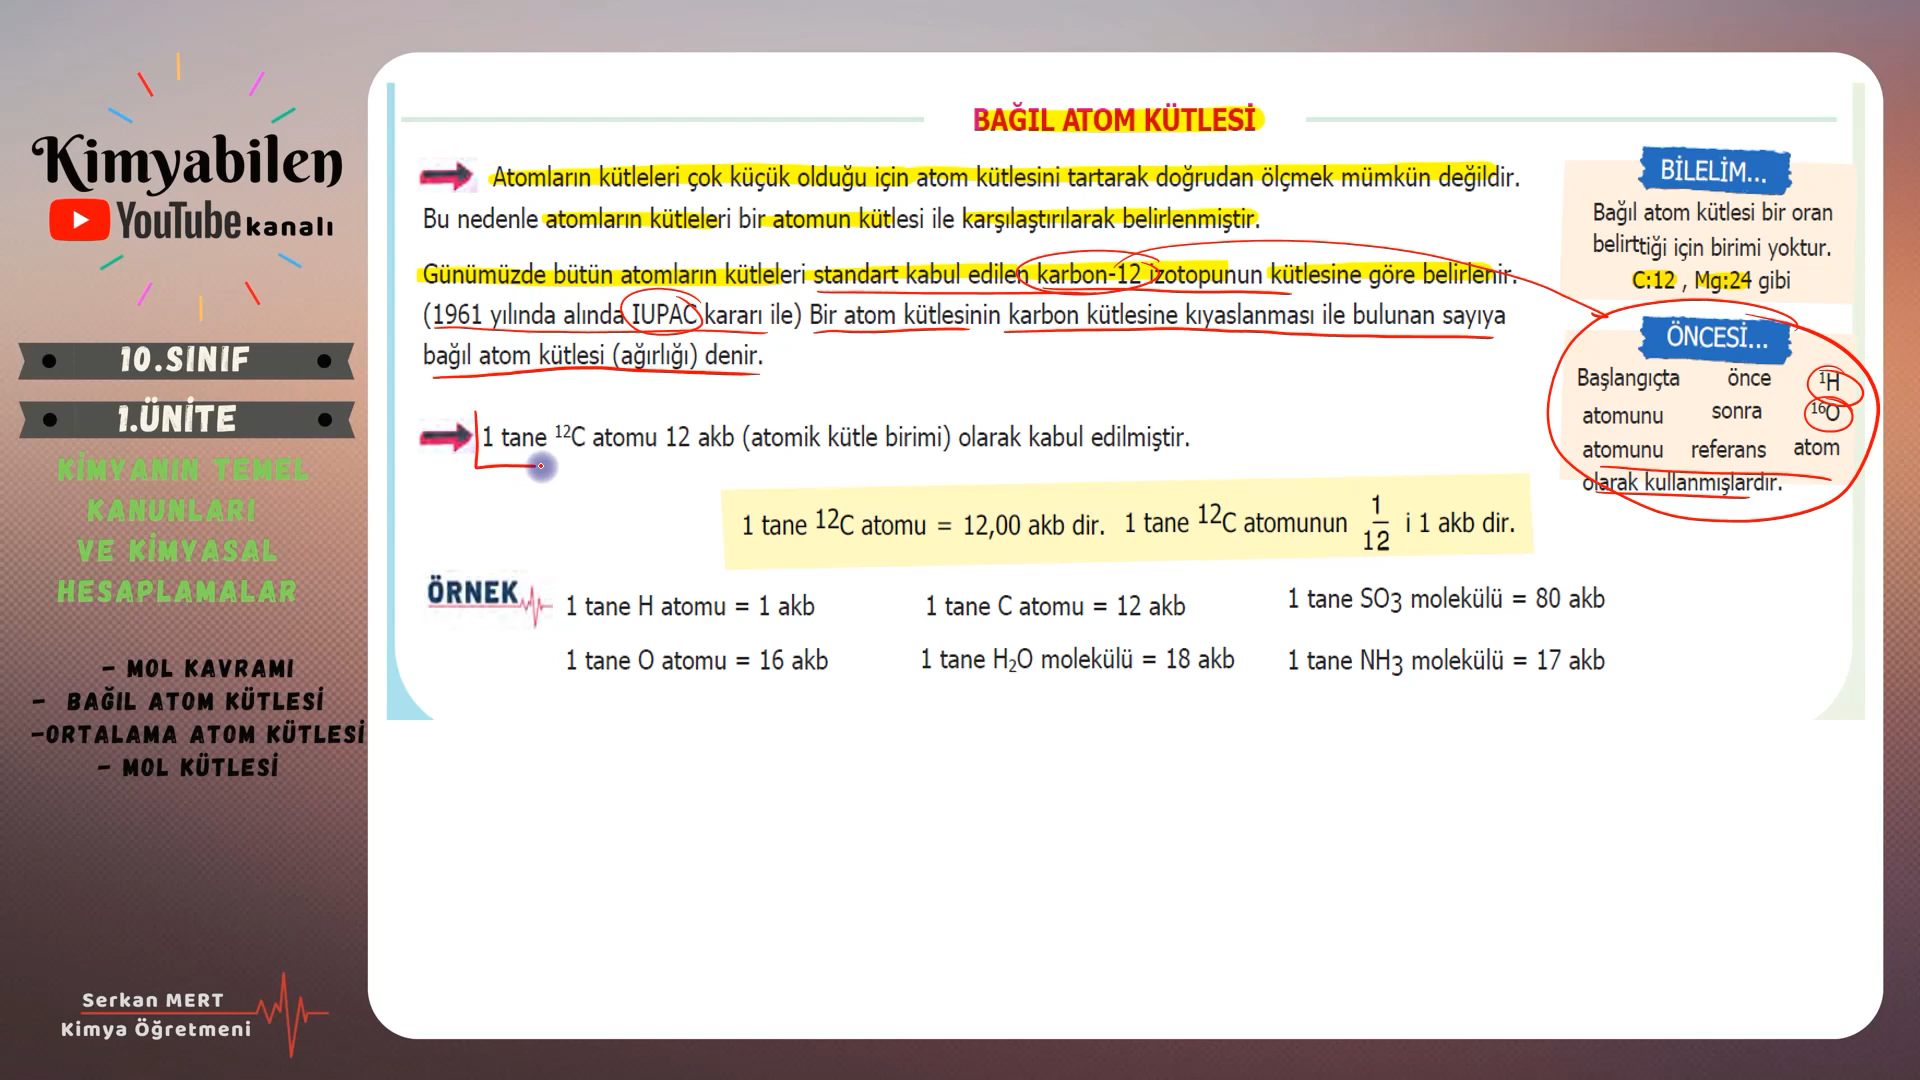 Kimyabilen
YouTube kanalı
10.SINIF
1.ÜNİTE
KİMYANIN TEMEL
KANUNLARI
VE KİMYASAL
HESAPLAMALAR
- MOL KAVRAMI
- BAĞIL ATOM KÜTLESİ
-ORTALAMA ATOM KÜTLESİ
- MOL KÜTLESİ
Serkan MERT
Kimya Öğretmeni
BAĞIL ATOM KÜTLESİ
Atomların kütleleri çok küçük olduğu için atom kütlesini tartarak doğrudan ölçmek mümkün değildir.
Bu nedenle atomların kütleleri bir atomun kütlesi ile karşılaştırılarak belirlenmiştir.
Günümüzde bütün atomların kütleleri standart kabul edilen karbon-12 izotopunun kütlesine göre belirlenir.
(1961 yılında alında IUPAC kararı ile) Bir atom kütlesinin karbon kütlesine kıyaslanması ile bulunan sayıya
bağıl atom kütlesi (ağırlığı) denir.
1 tane ¹²C atomu 12 akb (atomik kütle birimi) olarak kabul edilmiştir.
1 tane ¹²C atomu = 12,00 akb dir. 1 tane ¹²C atomunun 1/12 i 1 akb dir.
ÖRNEK
1 tane H atomu = 1 akb 1 tane C atomu = 12 akb 1 tane SO₃ molekülü = 80 akb
1 tane O atomu = 16 akb 1 tane H₂O molekülü = 18 akb 1 tane NH₃ molekülü = 17 akb
BİLELİM...
Bağıl atom kütlesi bir oran
belirttiği için birimi yoktur.
C:12 , Mg:24 gibi
ÖNCESİ...
Başlangıçta önce ¹H
atomunu sonra ¹⁶O
atomunu referans atom
olarak kullanmışlardır.